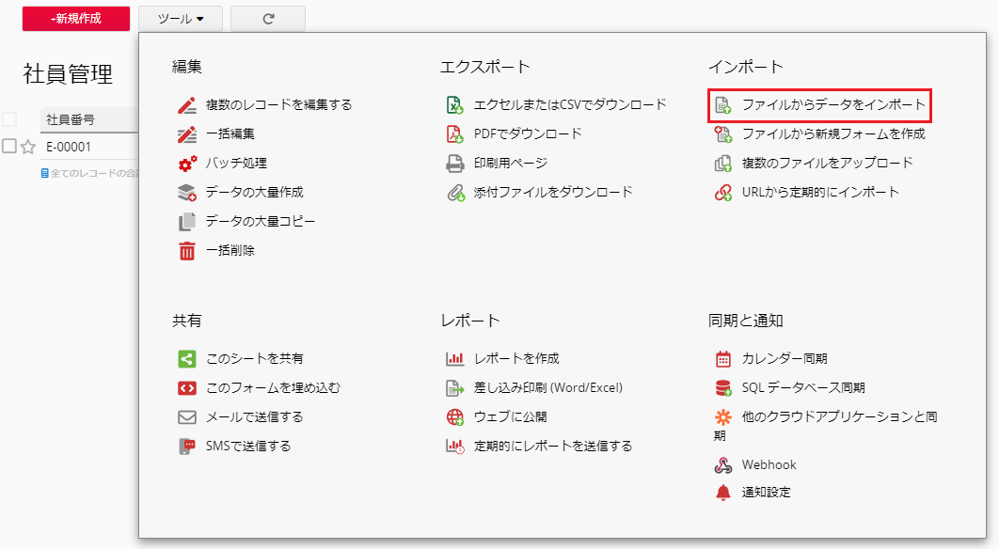 +新規作成
ツール
社員管理
社員番号
E-00001
全てのレコードの合
編集
複数のレコードを編集する
一括編集
バッチ処理
データの大量作成
データの大量コピー
一括削除
エクスポート
エクセルまたはCSVでダウンロード
PDFでダウンロード
印刷用ページ
添付ファイルをダウンロード
インポート
ファイルからデータをインポート
ファイルから新規フォームを作成
複数のファイルをアップロード
URLから定期的にインポート
共有
このシートを共有
このフォームを埋め込む
メールで送信する
SMSで送信する
レポート
レポートを作成
差し込み印刷 (Word/Excel)
ウェブに公開
定期的にレポートを送信する
同期と通知
カレンダー同期
SQL データベース同期
他のクラウドアプリケーションと同
期
Webhook
通知設定